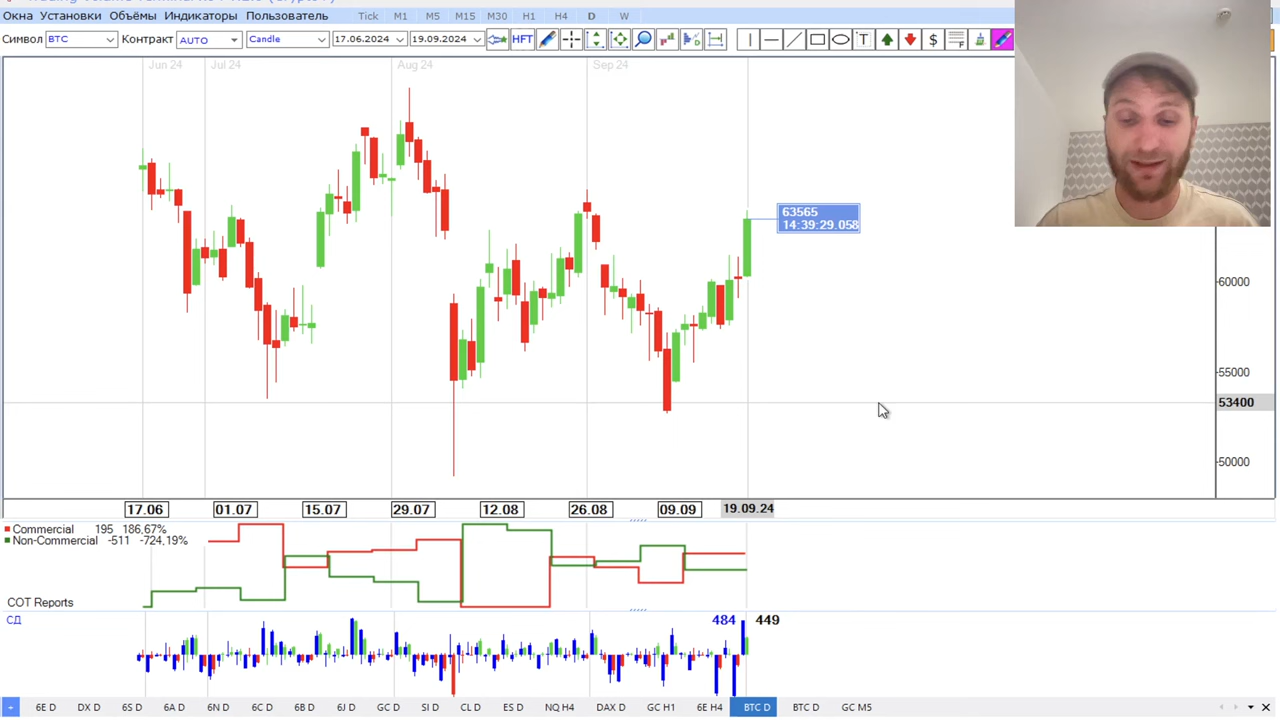 Окна Установки Объёмы Индикаторы Пользователь Tick M1 M5 M15 M30 H1 H4 D W
Символ BTC Контракт AUTO Candle 17.06.2024 19.09.2024 HFT T $ F
Jun 24 Jul 24 Aug 24 Sep 24
63565
14:39:29.058
60000
55000
53400
50000
17.06 01.07 15.07 29.07 12.08 26.08 09.09 19.09.24
Commercial 195 186,67%
Non-Commercial -511 -724,19%
COT Reports
СД 484 449
6E D DX D 6S D 6A D 6N D 6C D 6B D 6J D GC D SI D CL D ES D NQ H4 DAX D GC H1 6E H4 BTC D BTC D GC M5